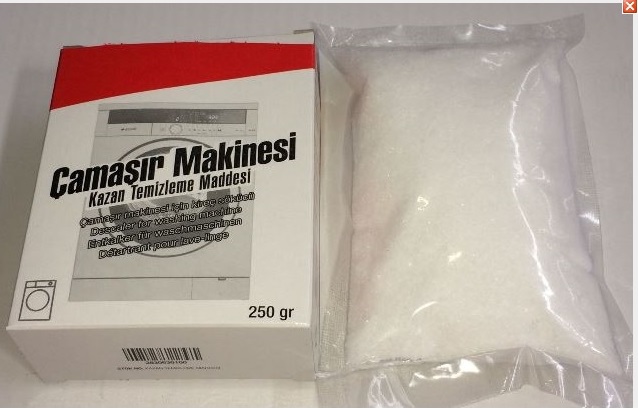 Çamaşır Makinesi
Kazan Temizleme Maddesi
Çamaşır makinesi için kireç sökücü
Descaler for washing machine
Entkalker für waschmaschinen
Détartrant pour lave-linge
250 gr